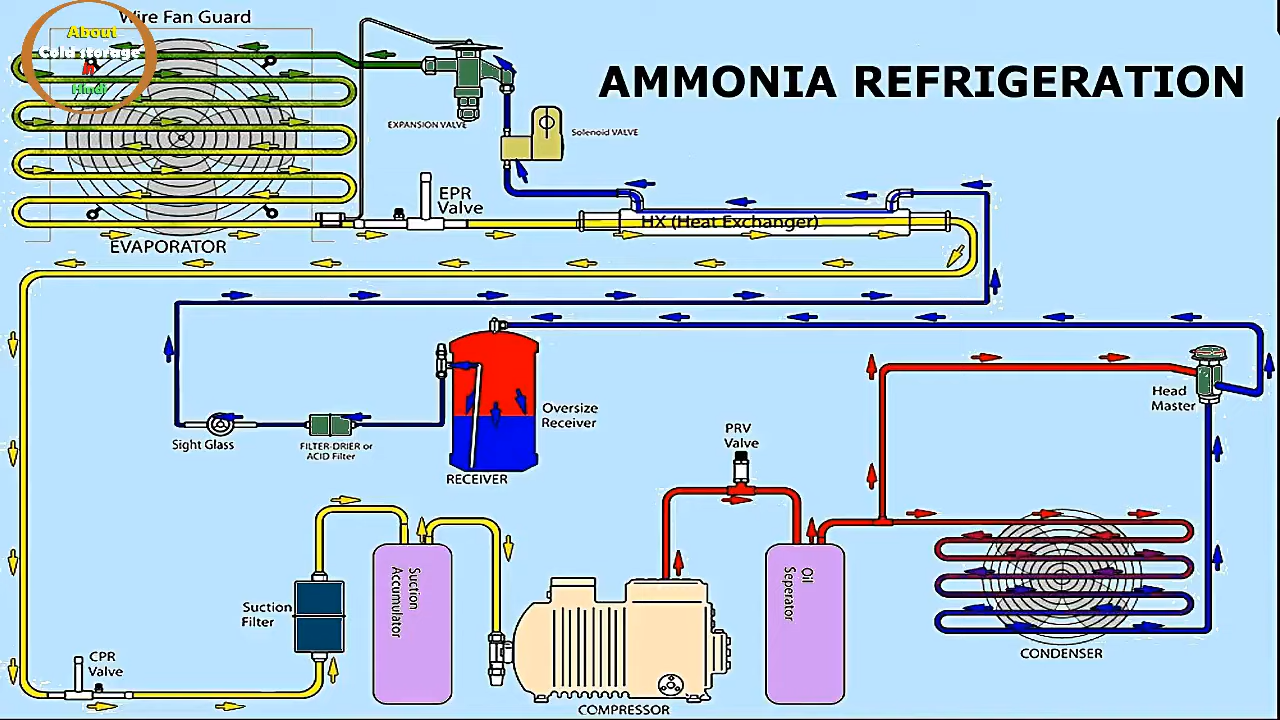 Wire Fan Guard
About
Cold storage
in
Hindi
AMMONIA REFRIGERATION
EXPANSION VALVE
Solenoid VALVE
EPR
Valve
HX (Heat Exchanger)
EVAPORATOR
Head
Master
Oversize
Receiver
Sight Glass
FILTER-DRIER or
ACID Filter
RECEIVER
PRV
Valve
Suction
Accumulator
Oil
Seperator
Suction
Filter
CONDENSER
CPR
Valve
COMPRESSOR